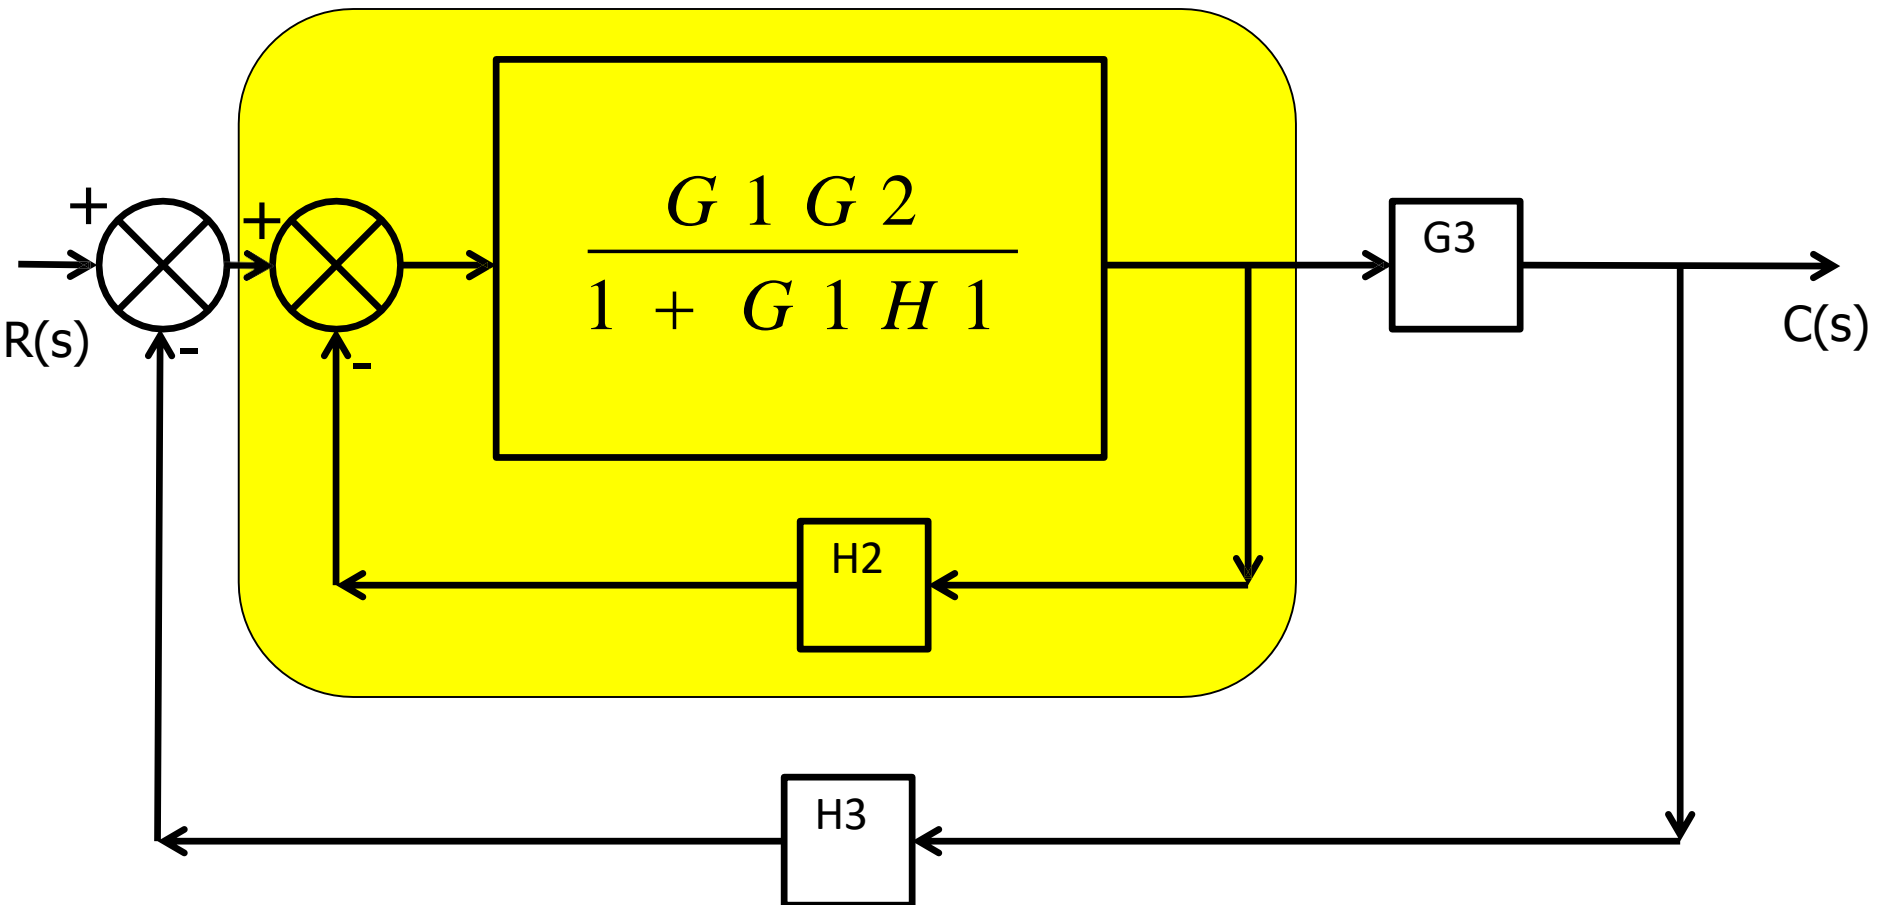 +
+
G 1 G 2
1 + G 1 H 1
G3
R(s)
-
-
C(s)
H2
H3